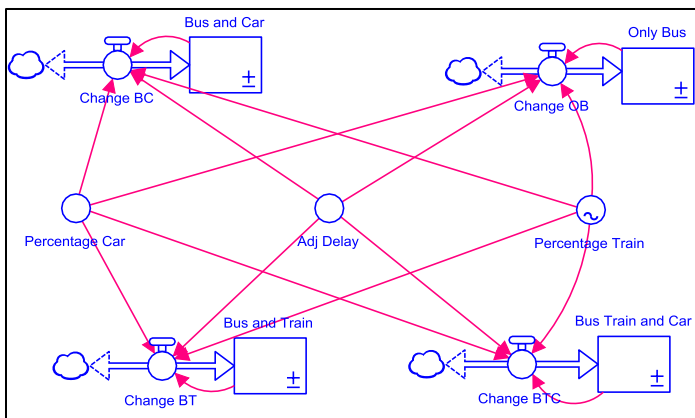 Bus and Car
Only Bus
Change BC
Change OB
Percentage Car
Adj Delay
Percentage Train
Bus and Train
Bus Train and Car
Change BT
Change BTC